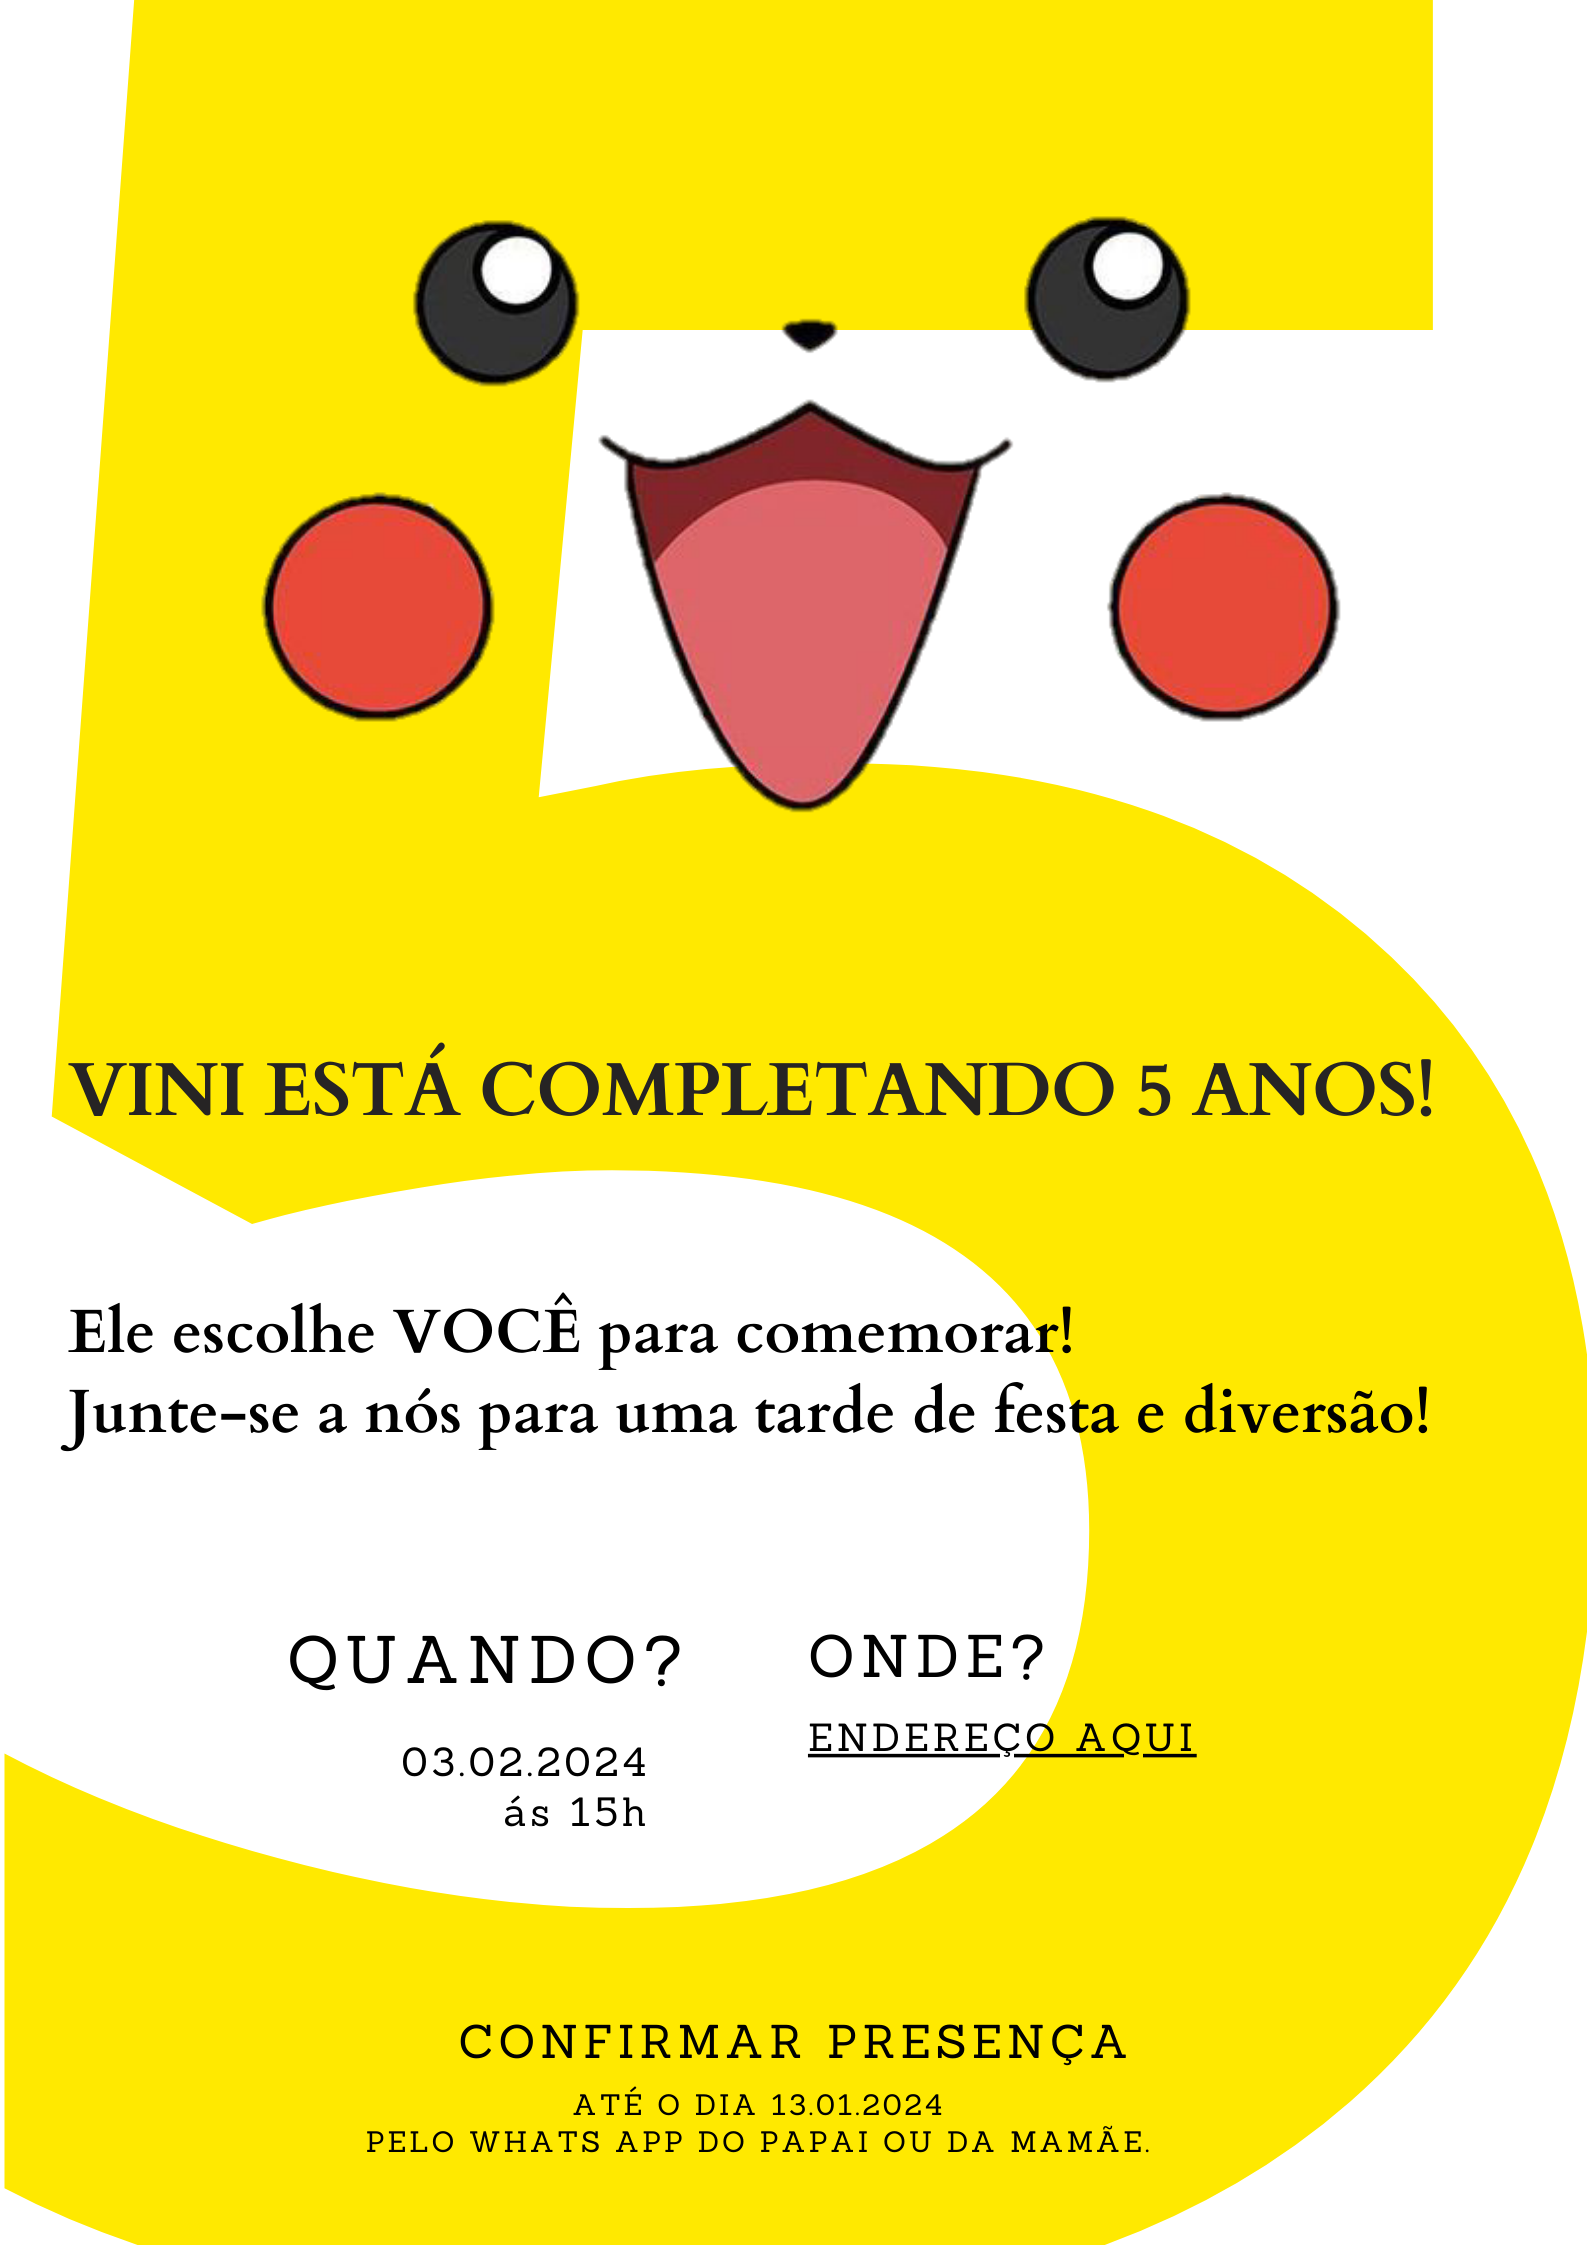 5
VINI ESTÁ COMPLETANDO 5 ANOS!
Ele escolhe VOCÊ para comemorar!
Junte-se a nós para uma tarde de festa e diversão!
QUANDO?
03.02.2024
ás 15h
ONDE?
ENDEREÇO AQUI
CONFIRMAR PRESENÇA
ATÉ O DIA 13.01.2024
PELO WHATS APP DO PAPAI OU DA MAMÃE.